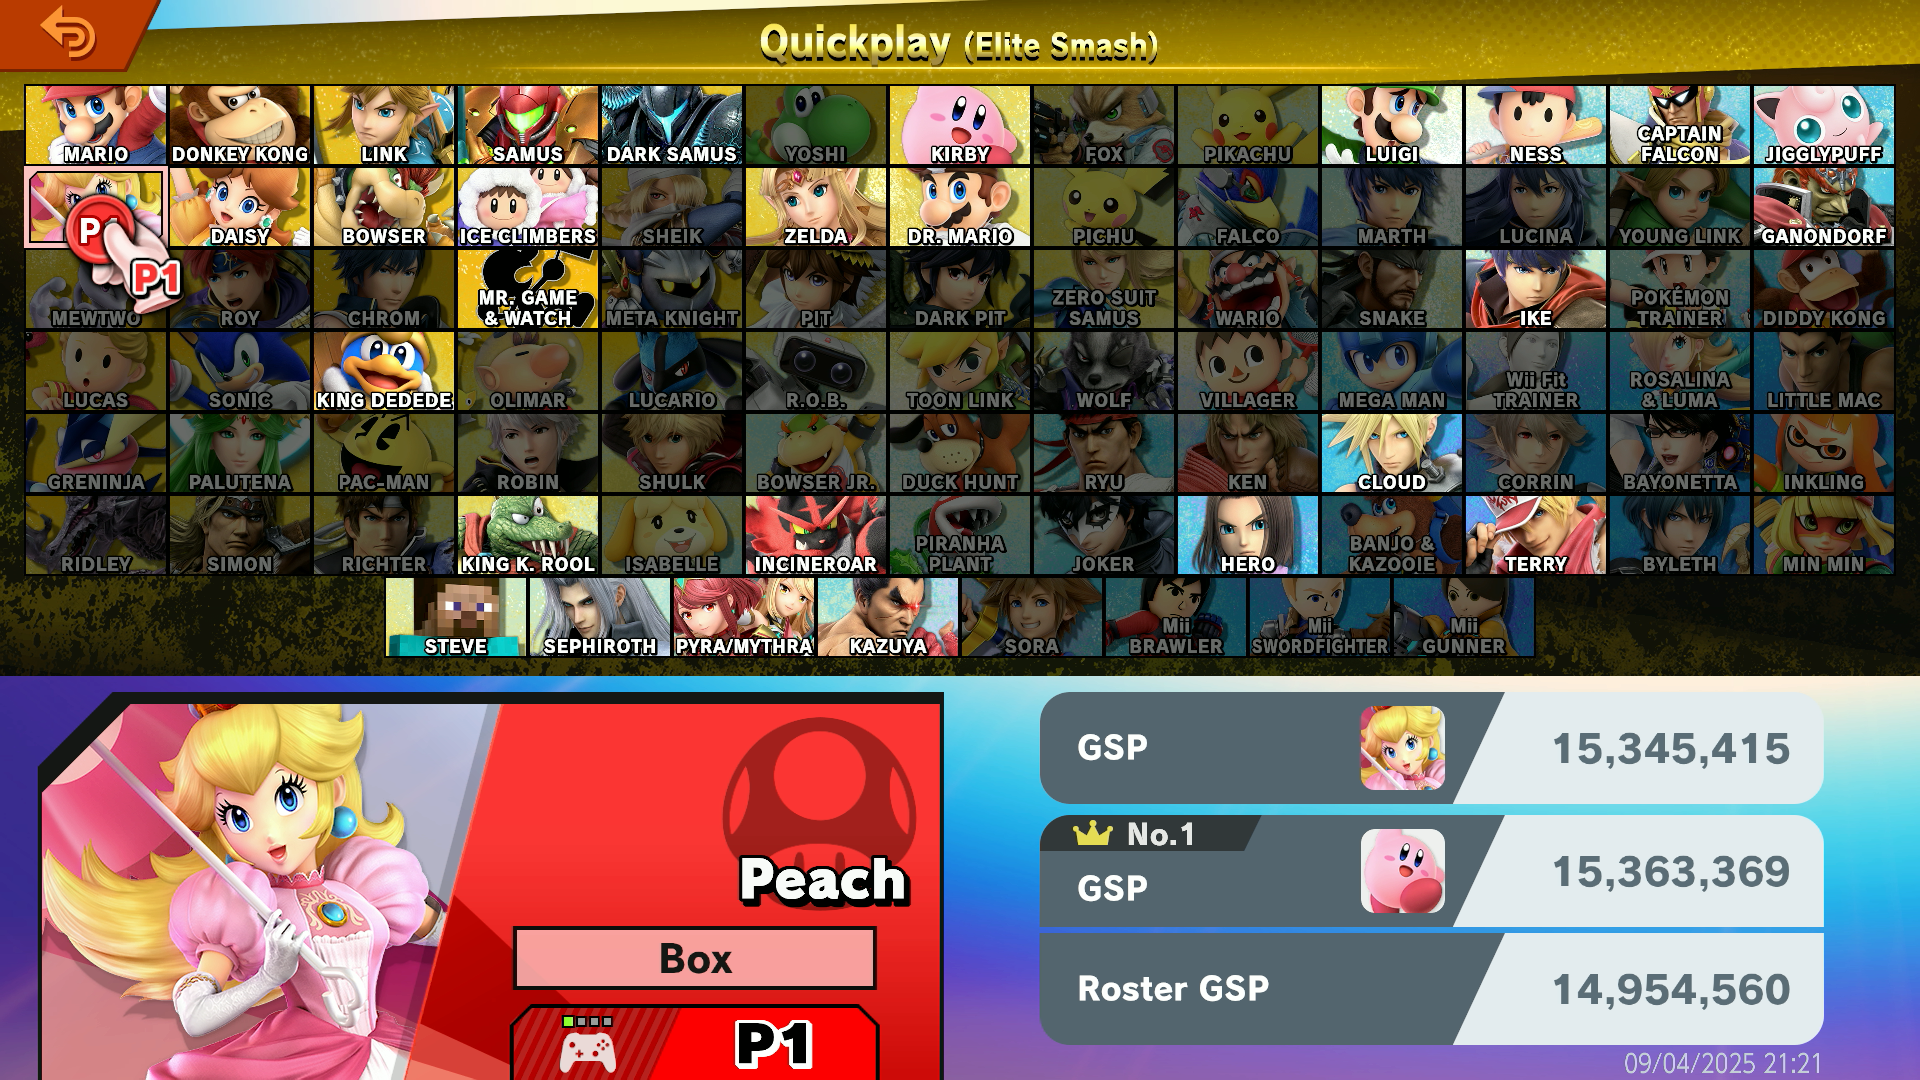 Quickplay (Elite Smash)
MARIO
DONKEY KONG
LINK
SAMUS
DARK SAMUS
YOSHI
KIRBY
FOX
PIKACHU
LUIGI
NESS
CAPTAIN
FALCON
JIGGLYPUFF
P1
DAISY
BOWSER
ICE CLIMBERS
SHEIK
ZELDA
DR. MARIO
PICHU
FALCO
MARTH
LUCINA
YOUNG LINK
GANONDORF
MEWTWO
ROY
CHROM
MR. GAME
& WATCH
META KNIGHT
PIT
DARK PIT
ZERO SUIT
SAMUS
WARIO
SNAKE
IKE
POKÉMON
TRAINER
DIDDY KONG
LUCAS
SONIC
KING DEDEDE
OLIMAR
LUCARIO
R.O.B.
TOON LINK
WOLF
VILLAGER
MEGA MAN
Wii Fit
TRAINER
ROSALINA
& LUMA
LITTLE MAC
GRENINJA
PALUTENA
PAC-MAN
ROBIN
SHULK
BOWSER JR.
DUCK HUNT
RYU
KEN
CLOUD
CORRIN
BAYONETTA
INKLING
RIDLEY
SIMON
RICHTER
KING K. ROOL
ISABELLE
INCINEROAR
PIRANHA
PLANT
JOKER
HERO
BANJO &
KAZOOIE
TERRY
BYLETH
MIN MIN
STEVE
SEPHIROTH
PYRA/MYTHRA
KAZUYA
SORA
Mii
BRAWLER
Mii
SWORDFIGHTER
Mii
GUNNER
Peach
Box
P1
GSP
15,345,415
No.1
GSP
15,363,369
Roster GSP
14,954,560
09/04/2025 21:21